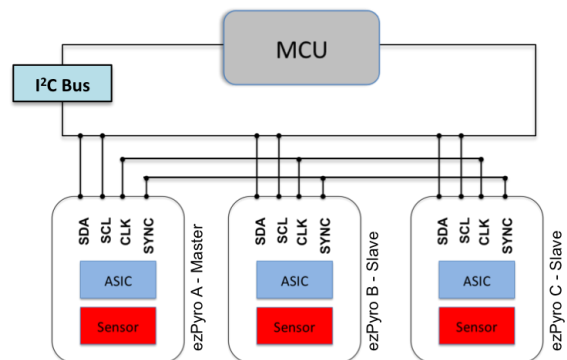 MCU
I²C Bus
SDA
SCL
CLK
SYNC
ASIC
Sensor
ezPyro A - Master
SDA
SCL
CLK
SYNC
ASIC
Sensor
ezPyro B - Slave
SDA
SCL
CLK
SYNC
ASIC
Sensor
ezPyro C - Slave